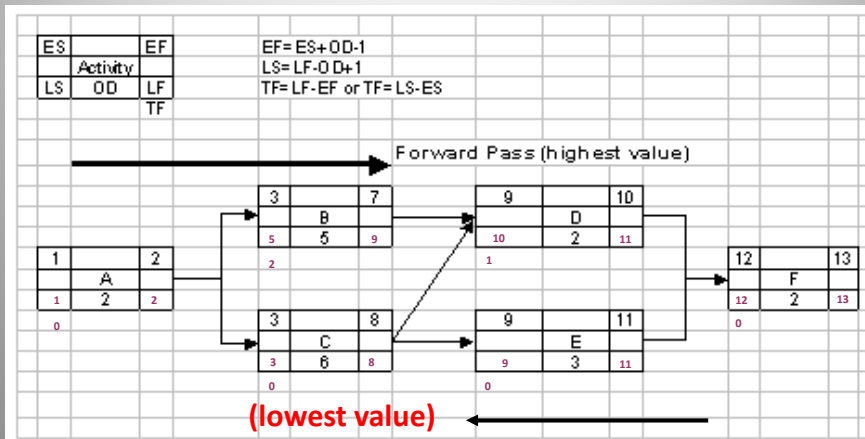 ES EF EF=ES+OD-1
Activity LS=LF-OD+1
LS OD LF TF=LF-EF or TF=LS-ES
TF
Forward Pass (highest value)
3 7 9 10
B D
5 5 9 10 2 11
2 1
1 2 12 13
A F
1 2 2 12 2 13
0 0
3 8 9 11
C E
3 6 8 9 3 11
0 0
(lowest value)